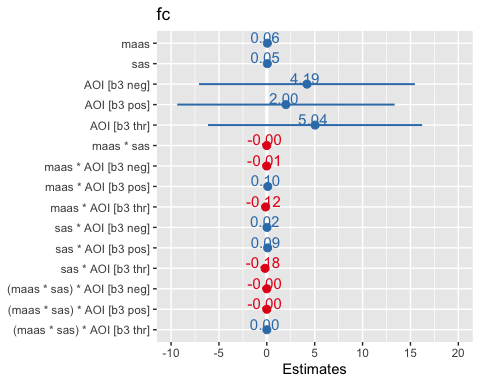 fc
maas 0.06
sas 0.05
AOI [b3 neg] 4.19
AOI [b3 pos] 2.00
AOI [b3 thr] 5.04
maas * sas -0.00
maas * AOI [b3 neg] -0.01
maas * AOI [b3 pos] 0.10
maas * AOI [b3 thr] -0.12
sas * AOI [b3 neg] 0.02
sas * AOI [b3 pos] 0.09
sas * AOI [b3 thr] -0.18
(maas * sas) * AOI [b3 neg] -0.00
(maas * sas) * AOI [b3 pos] -0.00
(maas * sas) * AOI [b3 thr] 0.00
-10 -5 0 5 10 15 20
Estimates